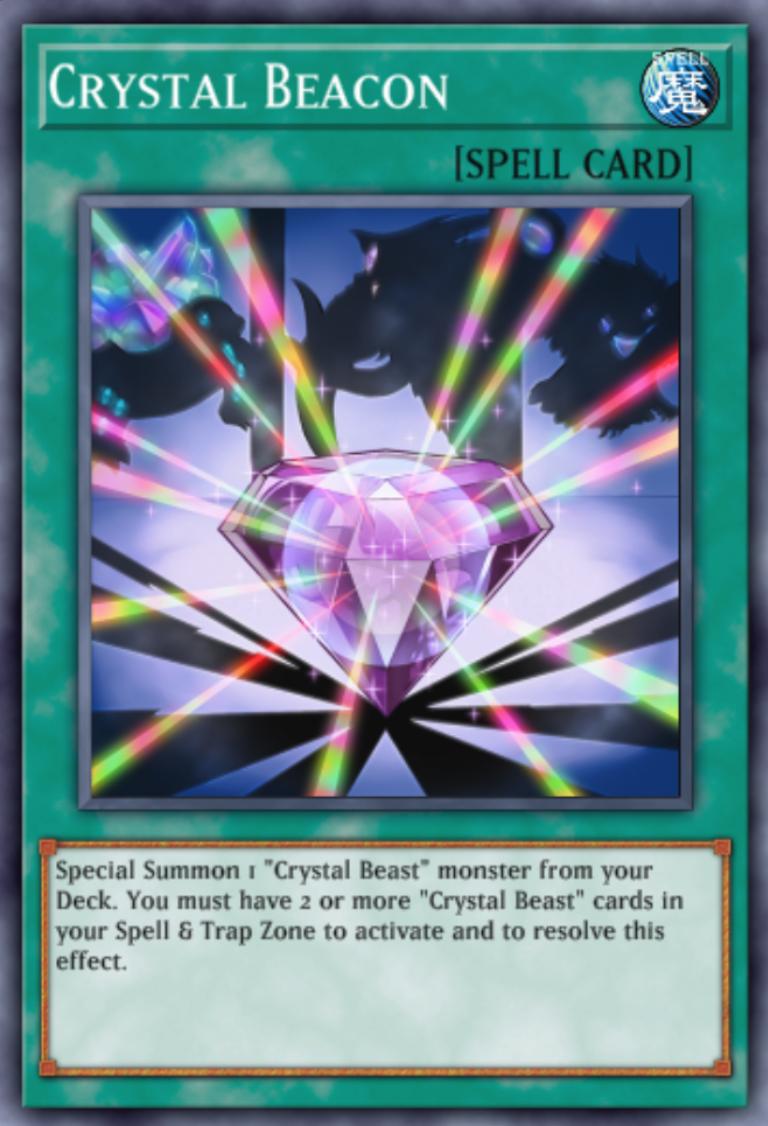 Crystal Beacon
SPELL
魔
[SPELL CARD]
Special Summon 1 "Crystal Beast" monster from your
Deck. You must have 2 or more "Crystal Beast" cards in
your Spell & Trap Zone to activate and to resolve this
effect.